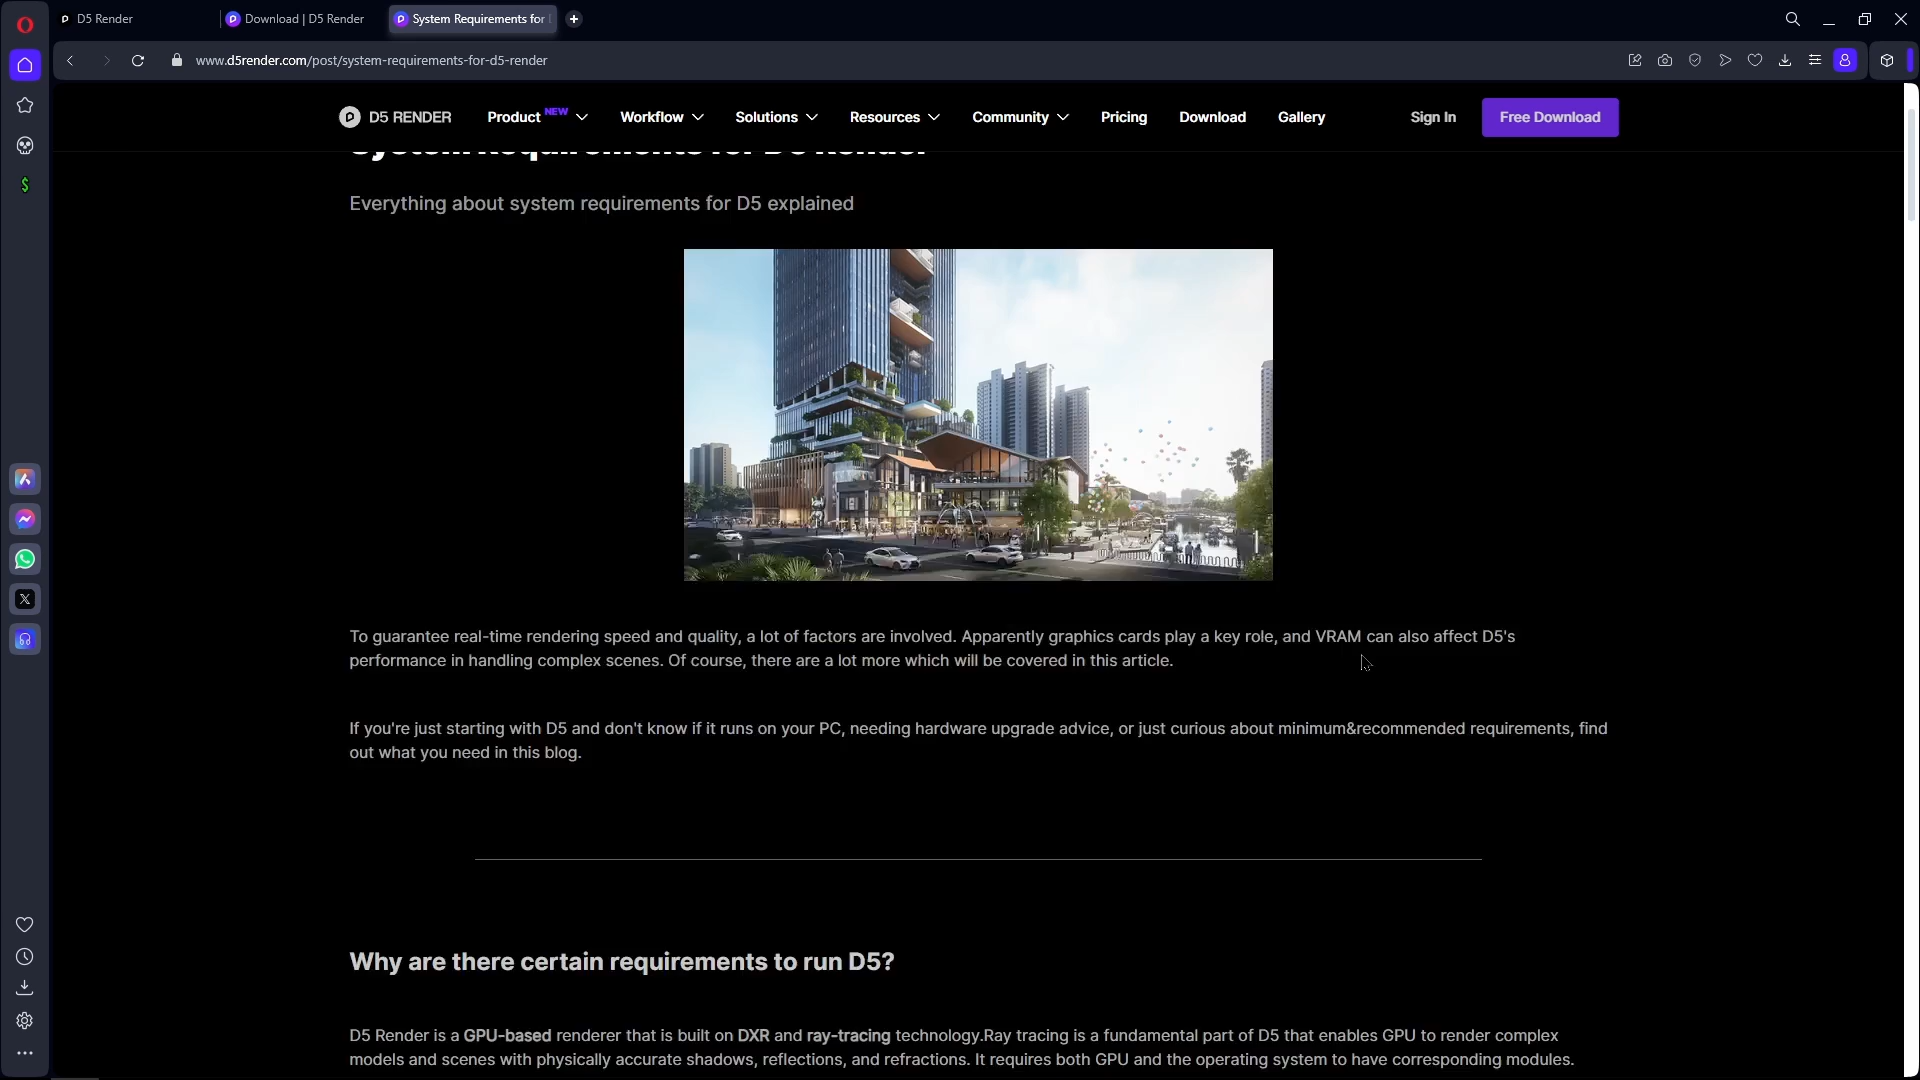 D5 Render
Download | D5 Render
System Requirements for
www.d5render.com/post/system-requirements-for-d5-render
D5 RENDER
Product NEW
Workflow
Solutions
Resources
Community
Pricing
Download
Gallery
Sign In
Free Download
System Requirements for D5 Render
Everything about system requirements for D5 explained
To guarantee real-time rendering speed and quality, a lot of factors are involved. Apparently graphics cards play a key role, and VRAM can also affect D5's
performance in handling complex scenes. Of course, there are a lot more which will be covered in this article.
If you're just starting with D5 and don't know if it runs on your PC, needing hardware upgrade advice, or just curious about minimum&recommended requirements, find
out what you need in this blog.
Why are there certain requirements to run D5?
D5 Render is a GPU-based renderer that is built on DXR and ray-tracing technology.Ray tracing is a fundamental part of D5 that enables GPU to render complex
models and scenes with physically accurate shadows, reflections, and refractions. It requires both GPU and the operating system to have corresponding modules.